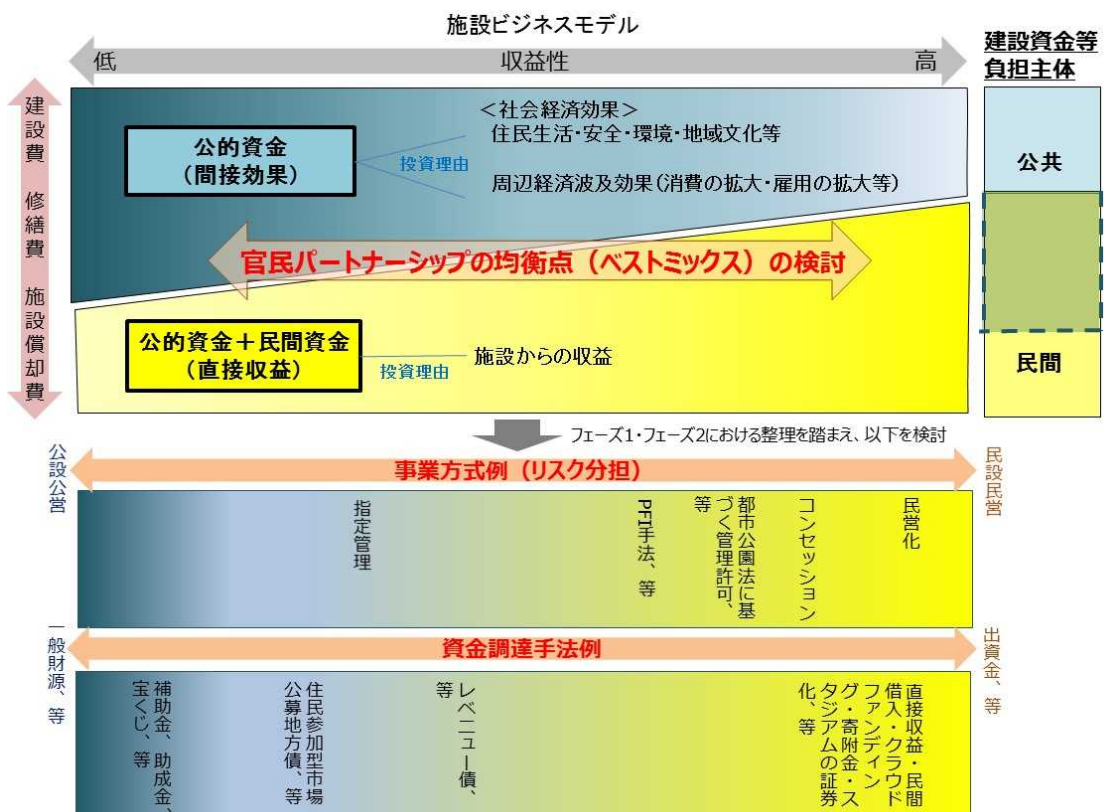 施設ビジネスモデル
低
収益性
高
建設資金等
負担主体
建設費 修繕費 施設償却費
公的資金
(間接効果)
投資理由
＜社会経済効果＞
住民生活・安全・環境・地域文化等
周辺経済波及効果(消費の拡大・雇用の拡大等)
公共
官民パートナーシップの均衡点（ベストミックス）の検討
公的資金＋民間資金
(直接収益)
投資理由
施設からの収益
民間
フェーズ1・フェーズ2における整理を踏まえ、以下を検討
公設公営
事業方式例（リスク分担）
民設民営
指定管理
PFI手法、等
都市公園法に基
づく管理許可、
等
コンセッション
民営化
一般財源、等
資金調達手法例
出資金、等
補助金、助成金、
宝くじ、等
住民参加型市場
公募地方債、等
レベニュー債、
等
直接収益・民間
借入・クラウド
ファンディン
グ・寄附金・ス
タジアムの証券
化、等